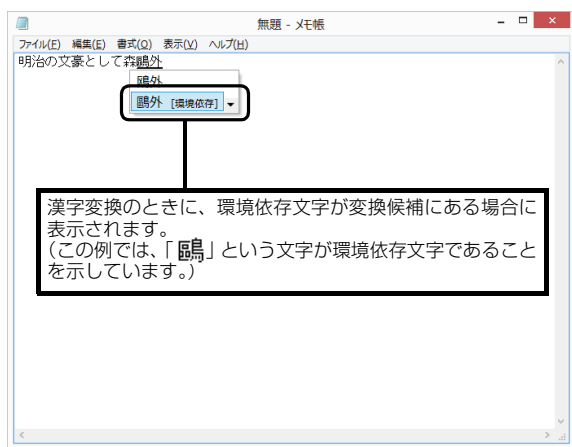 無題 - メモ帳
ファイル(F) 編集(E) 書式(O) 表示(V) ヘルプ(H)
明治の文豪として森鷗外
鴎外
鷗外 [環境依存]
漢字変換のときに、環境依存文字が変換候補にある場合に
表示されます。
(この例では、「鷗」という文字が環境依存文字であること
を示しています。)